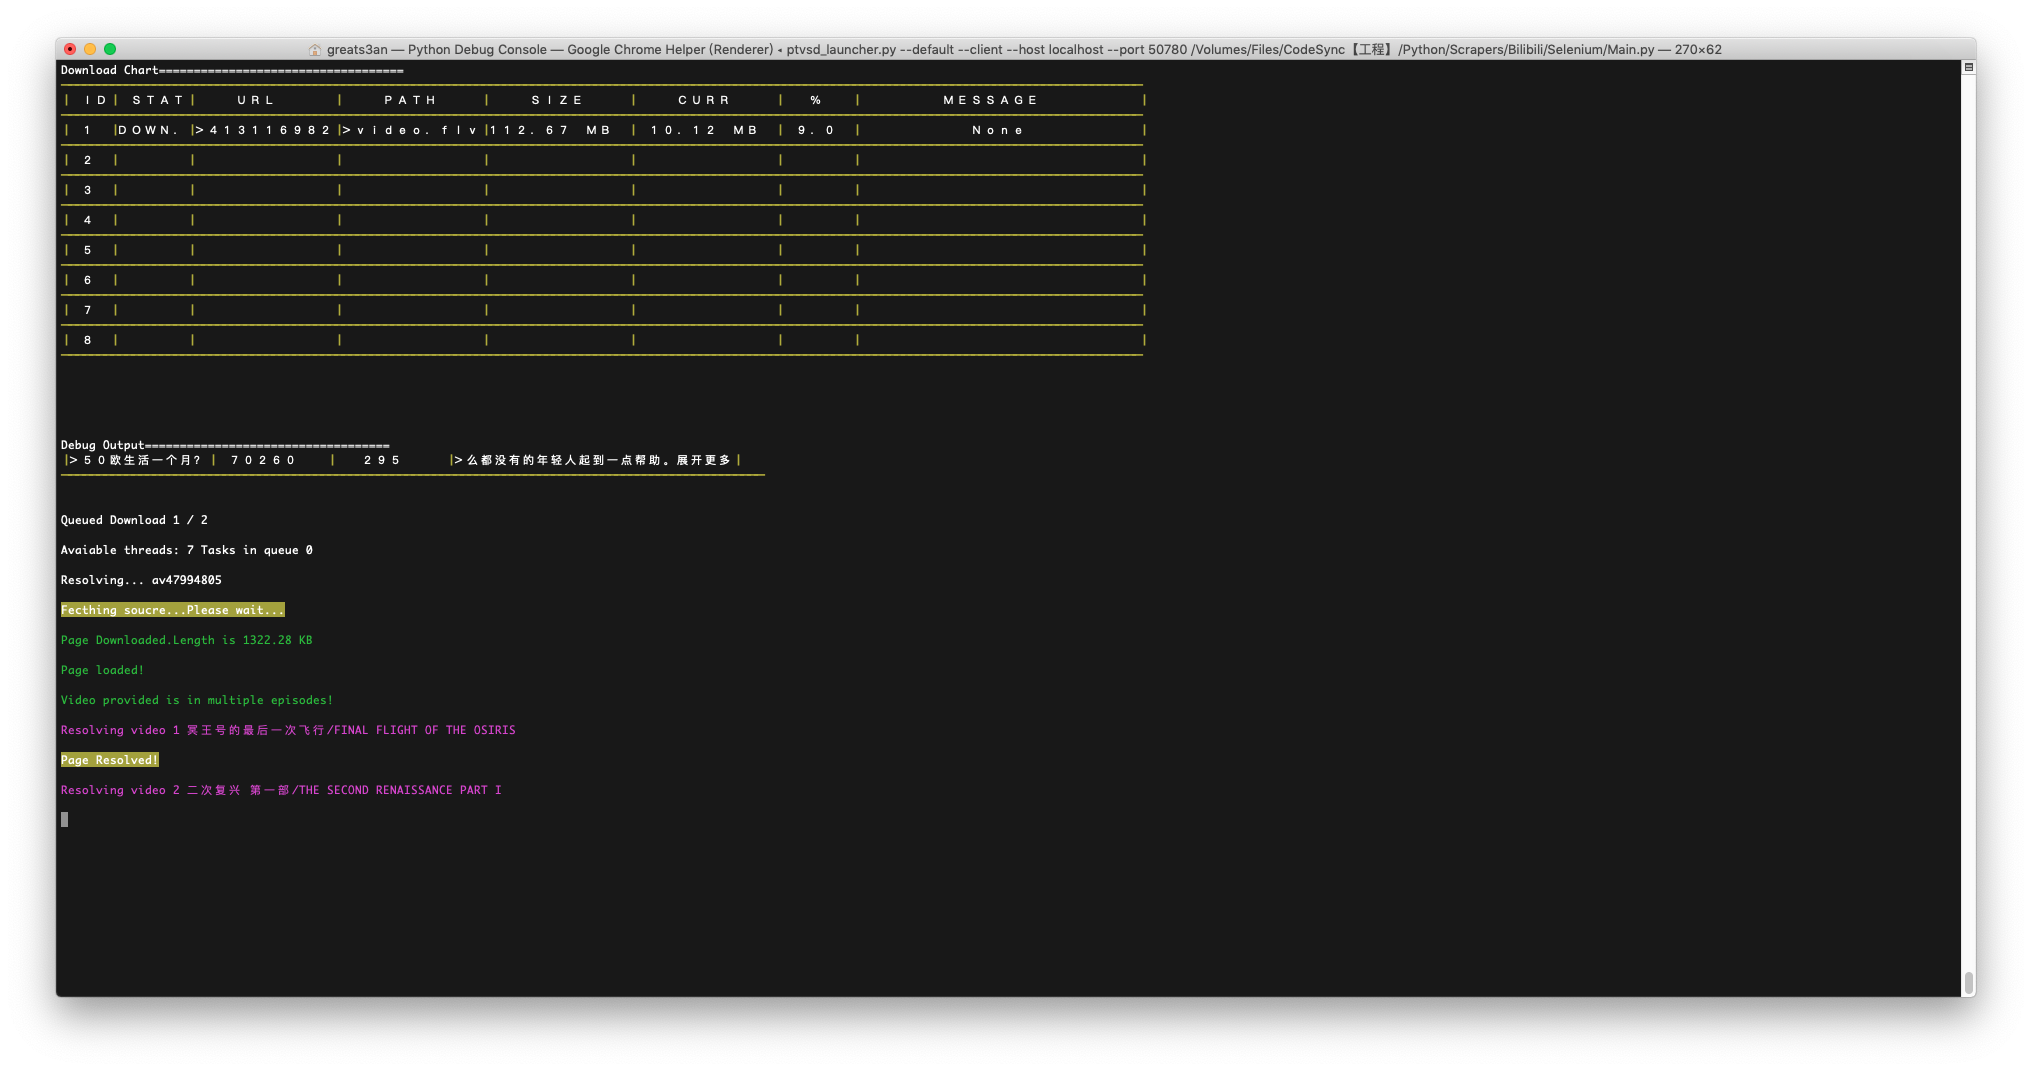 greats3an — Python Debug Console — Google Chrome Helper (Renderer) ◂ ptvsd_launcher.py --default --client --host localhost --port 50780 /Volumes/Files/CodeSync【工程】/Python/Scrapers/Bilibili/Selenium/Main.py — 270×62
Download Chart===================================
| ID| STAT| URL | PATH | SIZE | CURR | % | MESSAGE |
| 1 |DOWN. |>413116982|>video.flv|112.67 MB | 10.12 MB | 9.0 | None |
| 2 | | | | | | | |
| 3 | | | | | | | |
| 4 | | | | | | | |
| 5 | | | | | | | |
| 6 | | | | | | | |
| 7 | | | | | | | |
| 8 | | | | | | | |
Debug Output===================================
|>50欧生活一个月?| 70260 | 295 |>么都没有的年轻人起到一点帮助。展开更多|
Queued Download 1 / 2
Avaiable threads: 7 Tasks in queue 0
Resolving... av47994805
Fecthing soucre...Please wait...
Page Downloaded.Length is 1322.28 KB
Page loaded!
Video provided is in multiple episodes!
Resolving video 1 冥王号的最后一次飞行/FINAL FLIGHT OF THE OSIRIS
Page Resolved!
Resolving video 2 二次复兴 第一部/THE SECOND RENAISSANCE PART I